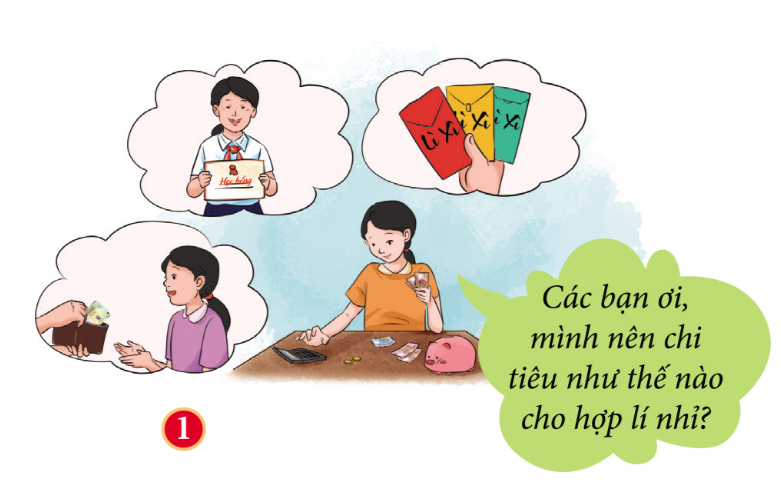 Học bổng
Lì Xì
Lì Xì
Lì Xì
Các bạn ơi,
mình nên chi
tiêu như thế nào
cho hợp lí nhỉ?
1